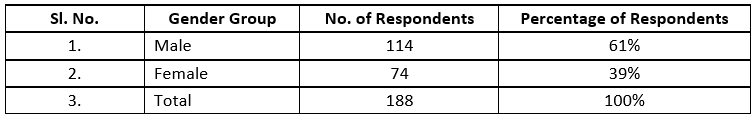 Sl. No. Gender Group No. of Respondents Percentage of Respondents
1. Male 114 61%
2. Female 74 39%
3. Total 188 100%